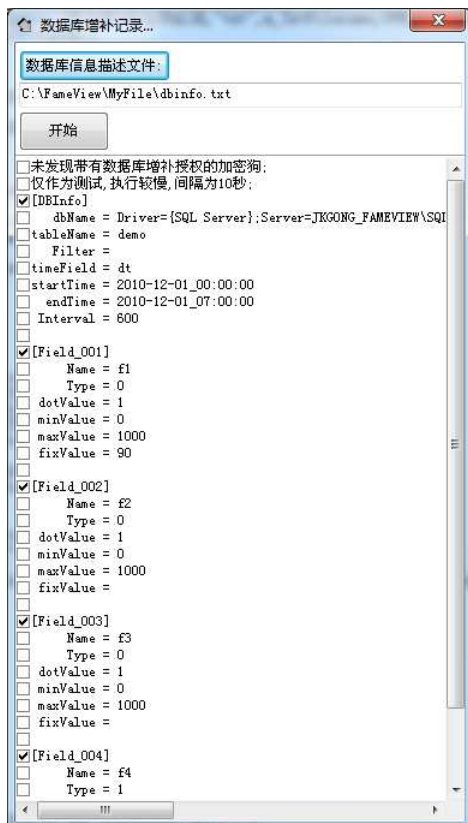 数据库增补记录...
数据库信息描述文件:
C:\FameView\MyFile\dbinfo.txt
开始
未发现带有数据库增补授权的加密狗;
仅作为测试,执行较慢,间隔为10秒;
[DBInfo]
dbName = Driver={SQL Server};Server=JKGONG_FAMEVIEW\SQL
tableName = demo
Filter =
timeField = dt
startTime = 2010-12-01_00:00:00
endTime = 2010-12-01_07:00:00
Interval = 600
[Field_001]
Name = f1
Type = 0
dotValue = 1
minValue = 0
maxValue = 1000
fixValue = 90
[Field_002]
Name = f2
Type = 0
dotValue = 1
minValue = 0
maxValue = 1000
fixValue =
[Field_003]
Name = f3
Type = 0
dotValue = 1
minValue = 0
maxValue = 1000
fixValue =
[Field_004]
Name = f4
Type = 1